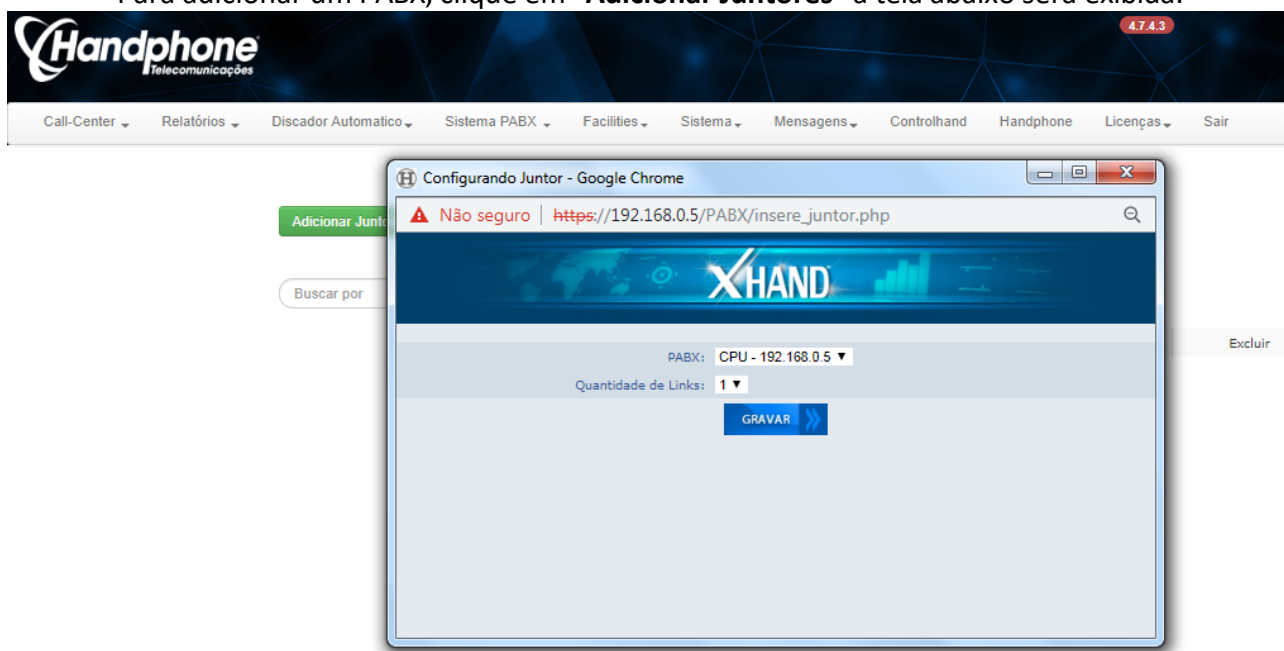 Para adicionar um PABX, clique em "Adicionar Juntores" a tela abaixo será exibida:
Handphone
Telecomunicações
4.7.4.3
Call-Center Relatórios Discador Automatico Sistema PABX Facilities Sistema Mensagens Controlhand Handphone Licenças Sair
Configurando Juntor - Google Chrome
Adicionar Junto
Não seguro | https://192.168.0.5/PABX/insere_juntor.php
XHAND
Buscar por
Excluir
PABX: CPU - 192.168.0.5
Quantidade de Links: 1
GRAVAR